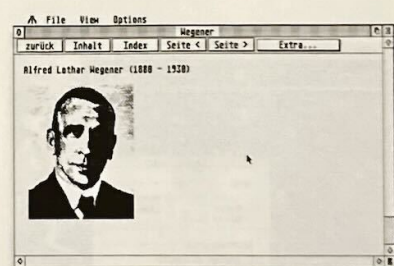 File View Options
Wegener
zurück Inhalt Index Seite < Seite > Extra...
Alfred Lothar Wegener (1880 - 1930)